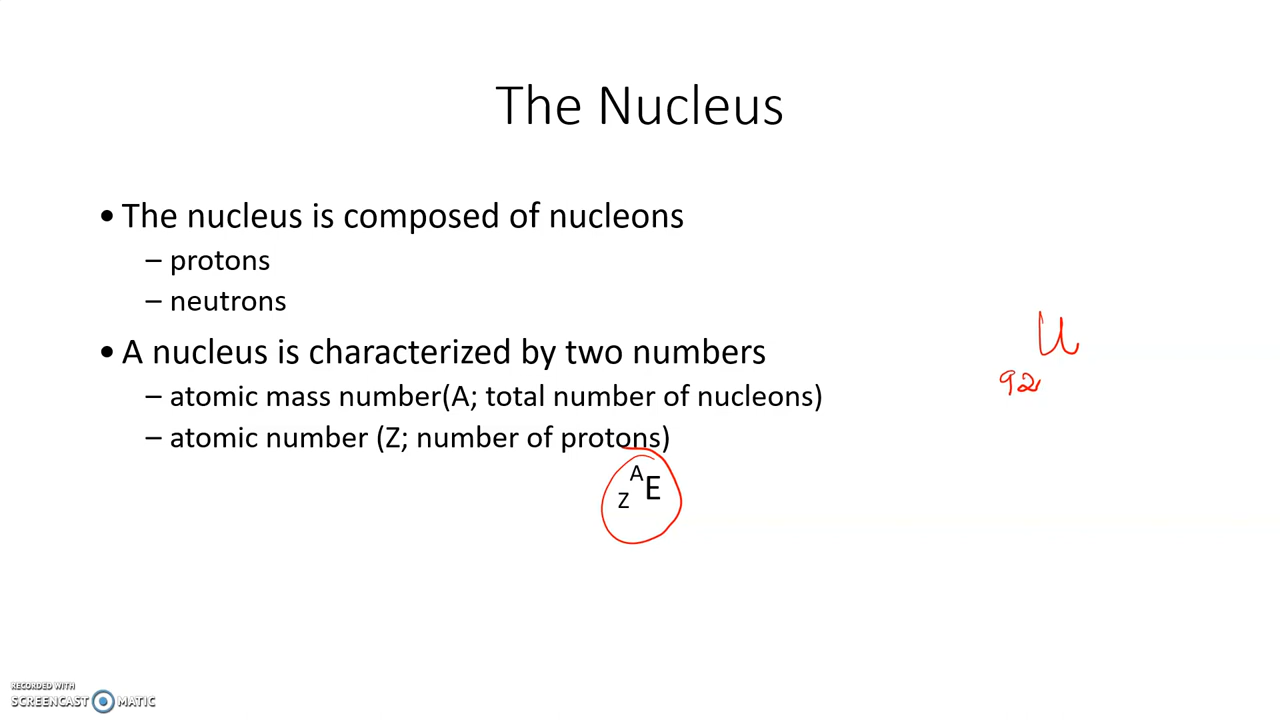 The Nucleus
• The nucleus is composed of nucleons
– protons
– neutrons
• A nucleus is characterized by two numbers
– atomic mass number(A; total number of nucleons)
– atomic number (Z; number of protons)
A
Z E
U
92
RECORDED WITH
SCREENCAST MATIC